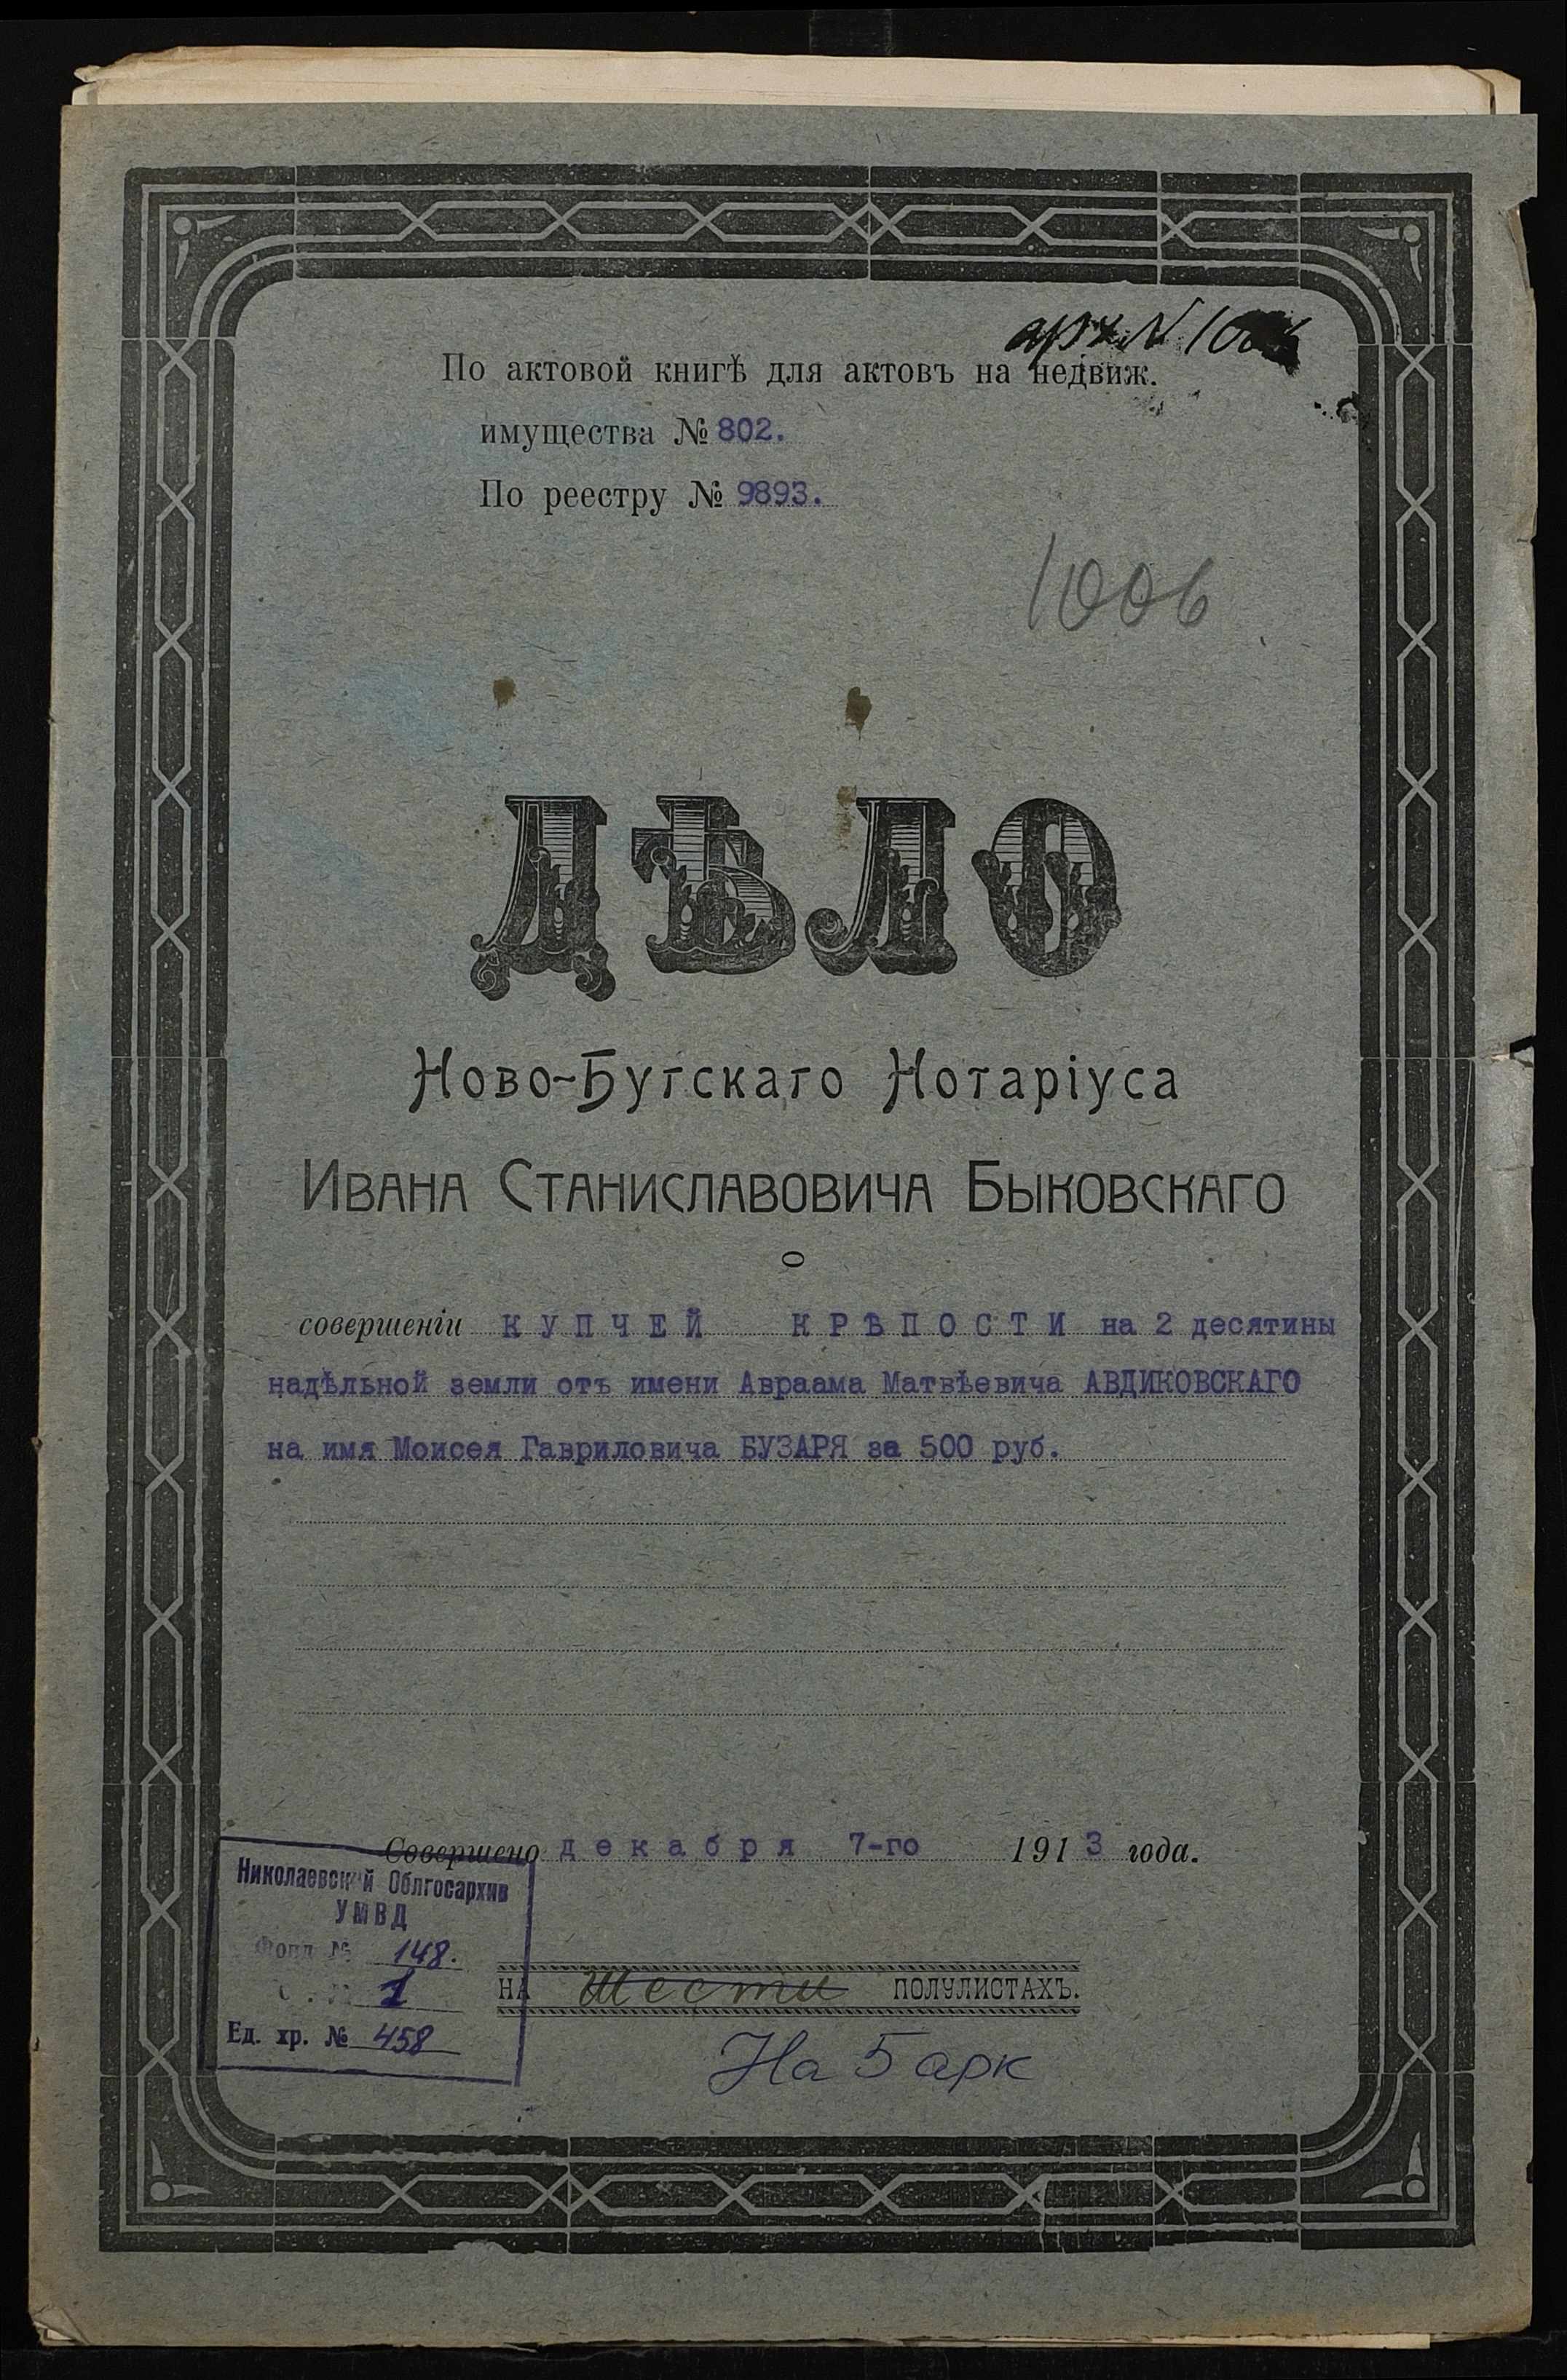 арх. №
По актовой книгѣ для актовъ на недвиж.
имущества № 802.
По реестру № 9893.
1006
ДѢЛО
Ново-Бугскаго Нотаріуса
Ивана Станиславовича Быковскаго
о
совершеніи КУПЧЕЙ КРѢПОСТИ на 2 десятины
надѣльной земли отъ имени Авраама Матвѣевича АВДИКОВСКАГО
на имя Моисея Гавриловича БУЗАРЯ за 500 руб.
Совершено декабря 7-го 1913 года.
Николаевский Облгосархив
УМВД
Фонд № 148.
1
Ед. хр. № 458
НА шести ПОЛУЛИСТАХЪ.
На 5 арк